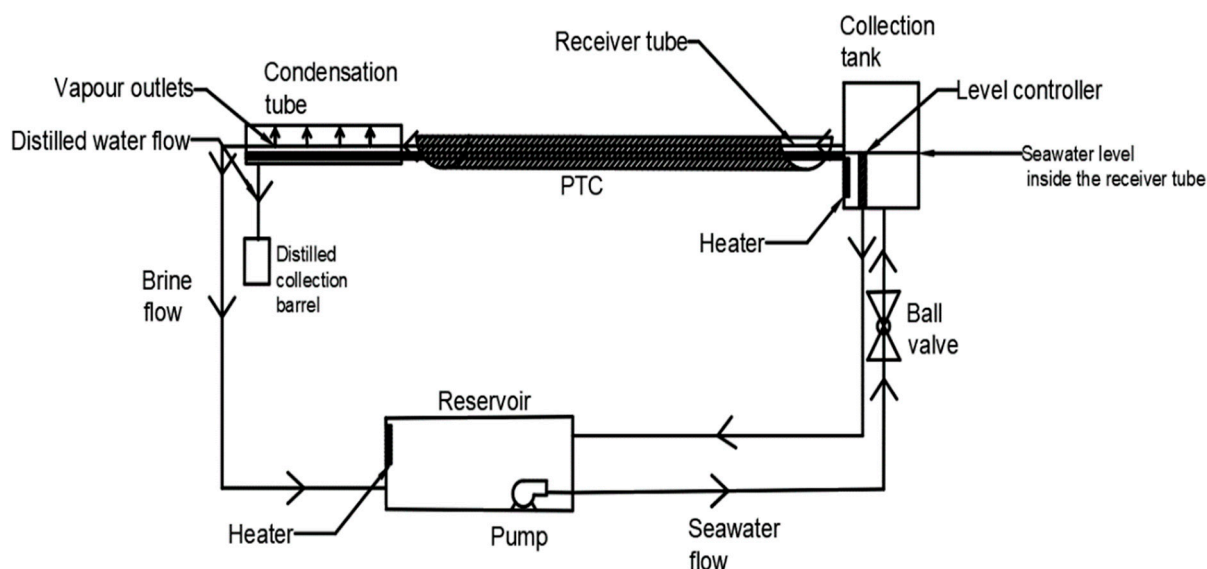 Collection
tank
Receiver tube
Condensation
tube
Vapour outlets
Level controller
Distilled water flow
Seawater level
inside the receiver tube
PTC
Heater
Distilled
collection
barrel
Brine
flow
Ball
valve
Reservoir
Heater
Pump
Seawater
flow